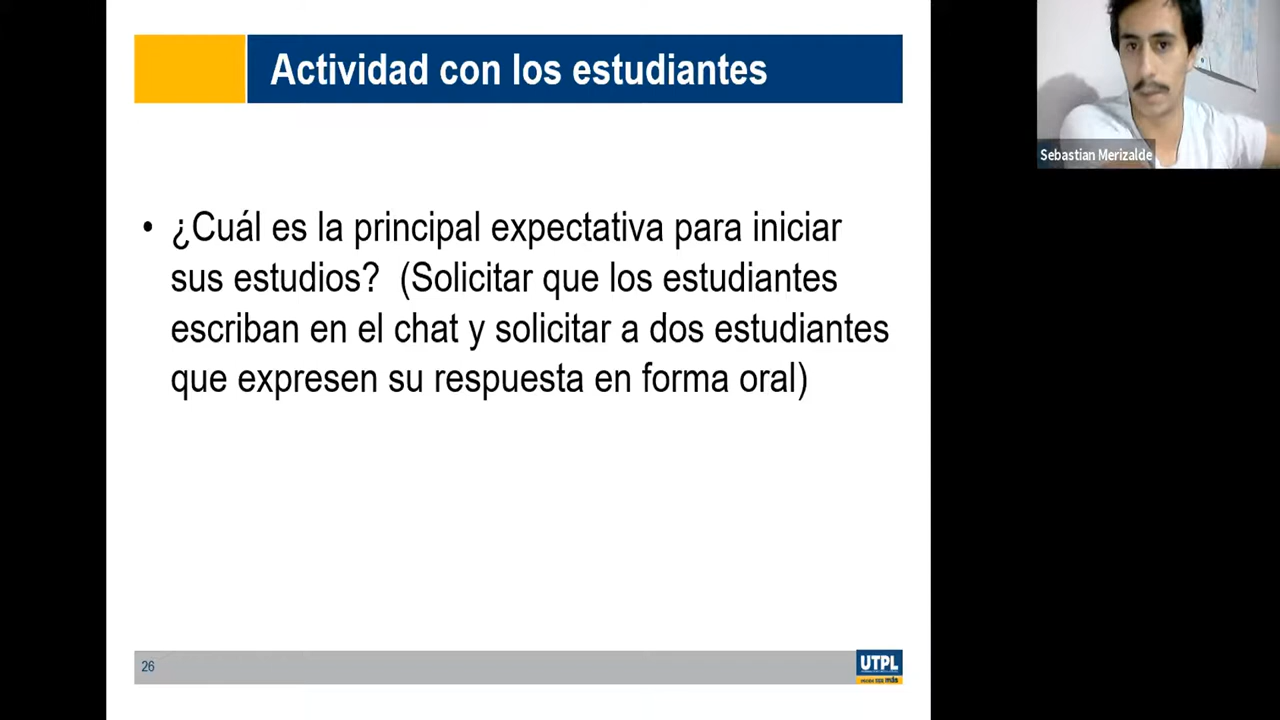 Actividad con los estudiantes
Sebastian Merizalde
• ¿Cuál es la principal expectativa para iniciar
sus estudios? (Solicitar que los estudiantes
escriban en el chat y solicitar a dos estudiantes
que expresen su respuesta en forma oral)
26
UTPL